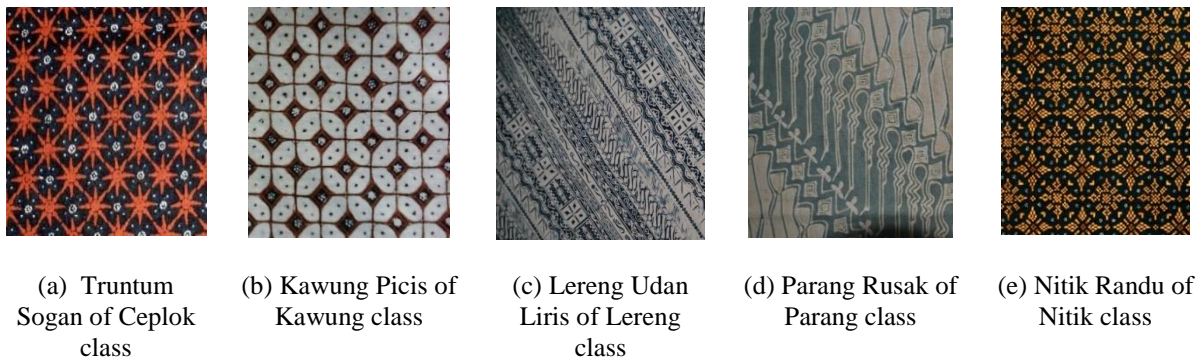 (a) Truntum
Sogan of Ceplok
class
(b) Kawung Picis of
Kawung class
(c) Lereng Udan
Liris of Lereng
class
(d) Parang Rusak of
Parang class
(e) Nitik Randu of
Nitik class